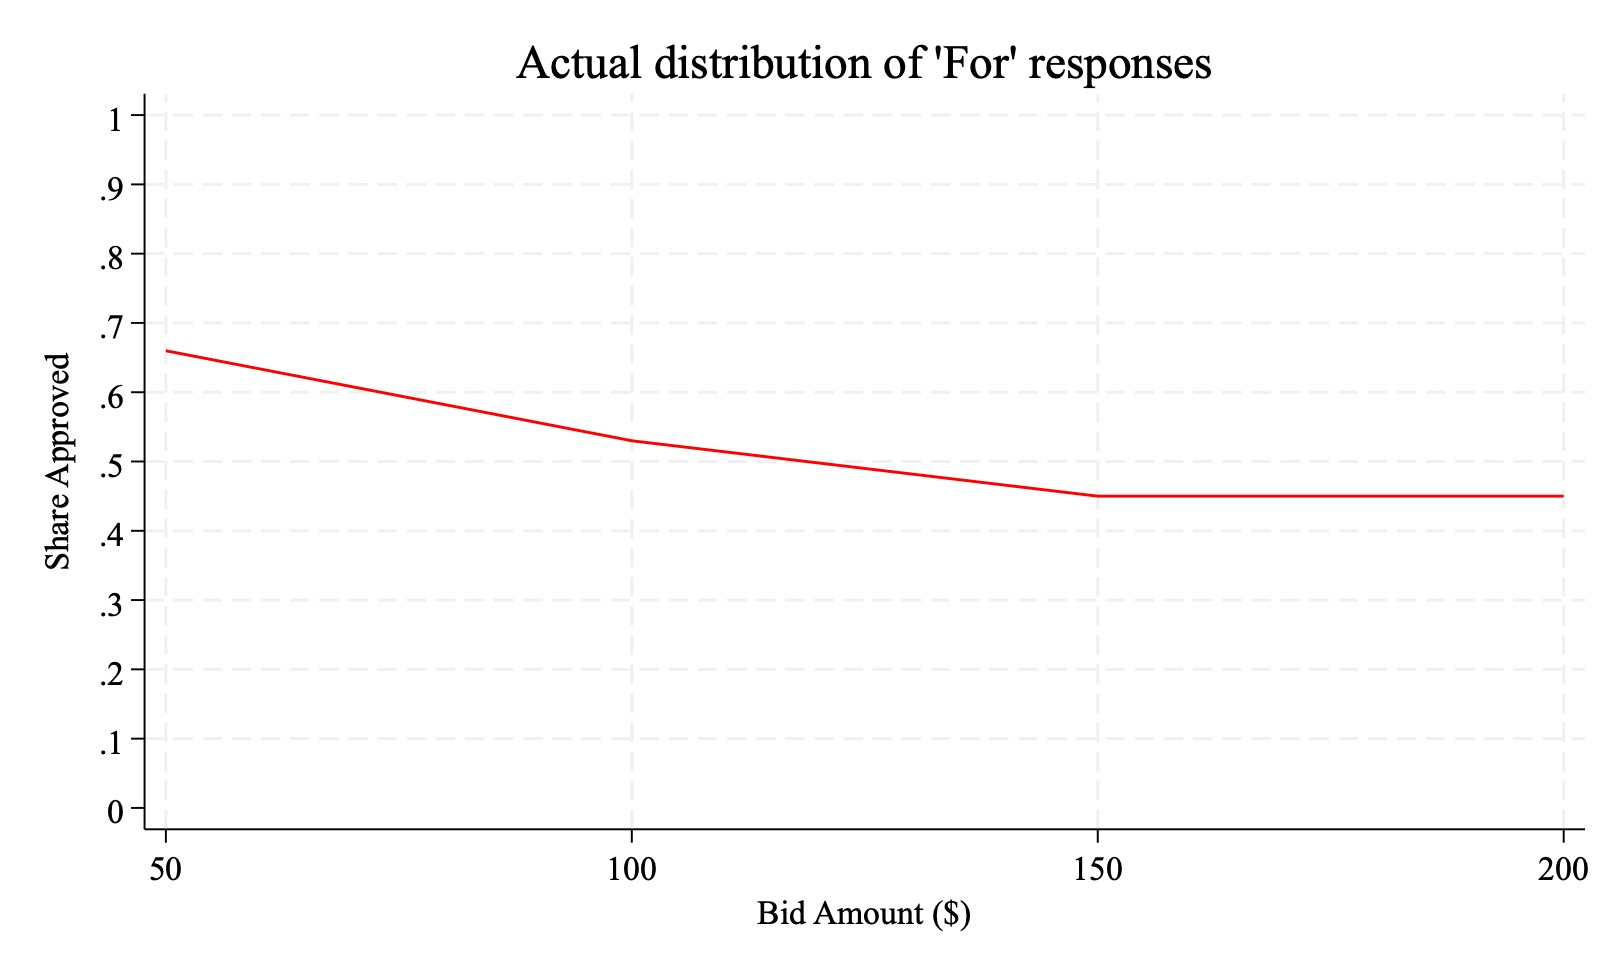 Actual distribution of 'For' responses
1
.9
.8
.7
.6
.5
.4
.3
.2
.1
0
Share Approved
50 100 150 200
Bid Amount ($)